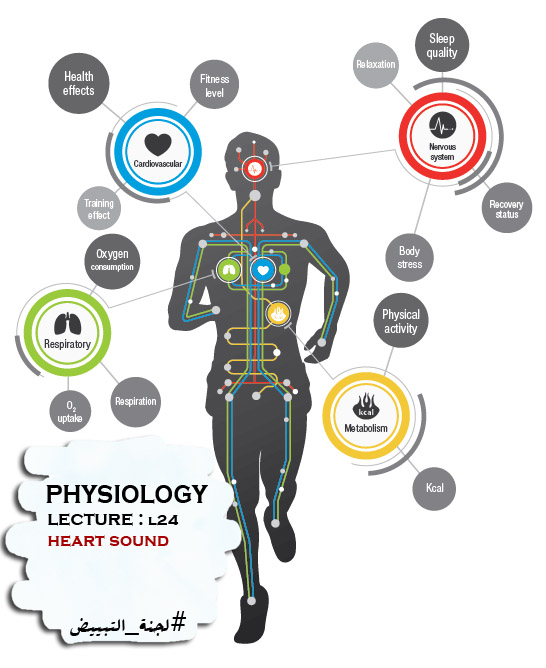 Sleep
quality
Relaxation
Health
effects
Fitness
level
Cardiovascular
Nervous
system
Training
effect
Recovery
status
Oxygen
consumption
Body
stress
Physical
activity
Respiratory
O₂
uptake
Respiration
kcal
Metabolism
Kcal
PHYSIOLOGY
LECTURE : L24
HEART SOUND
#لجنة_التبييض